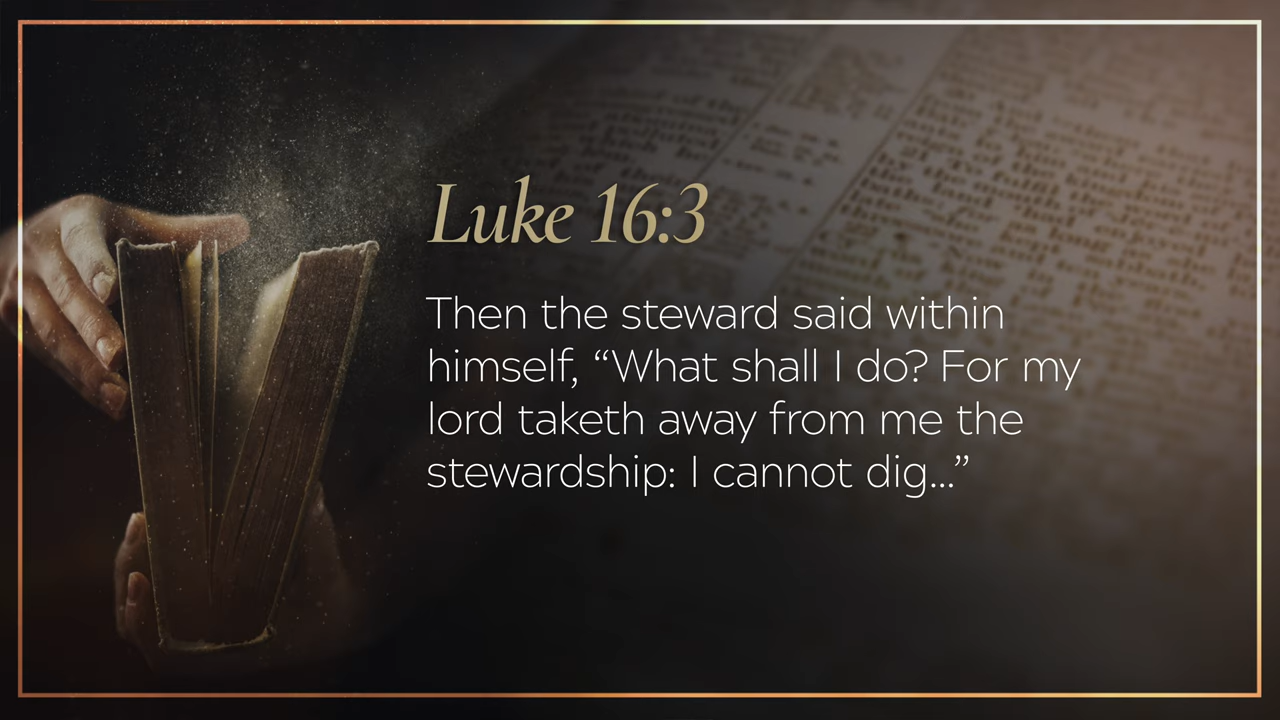 Luke 16:3
Then the steward said within
himself, “What shall I do? For my
lord taketh away from me the
stewardship: I cannot dig...”